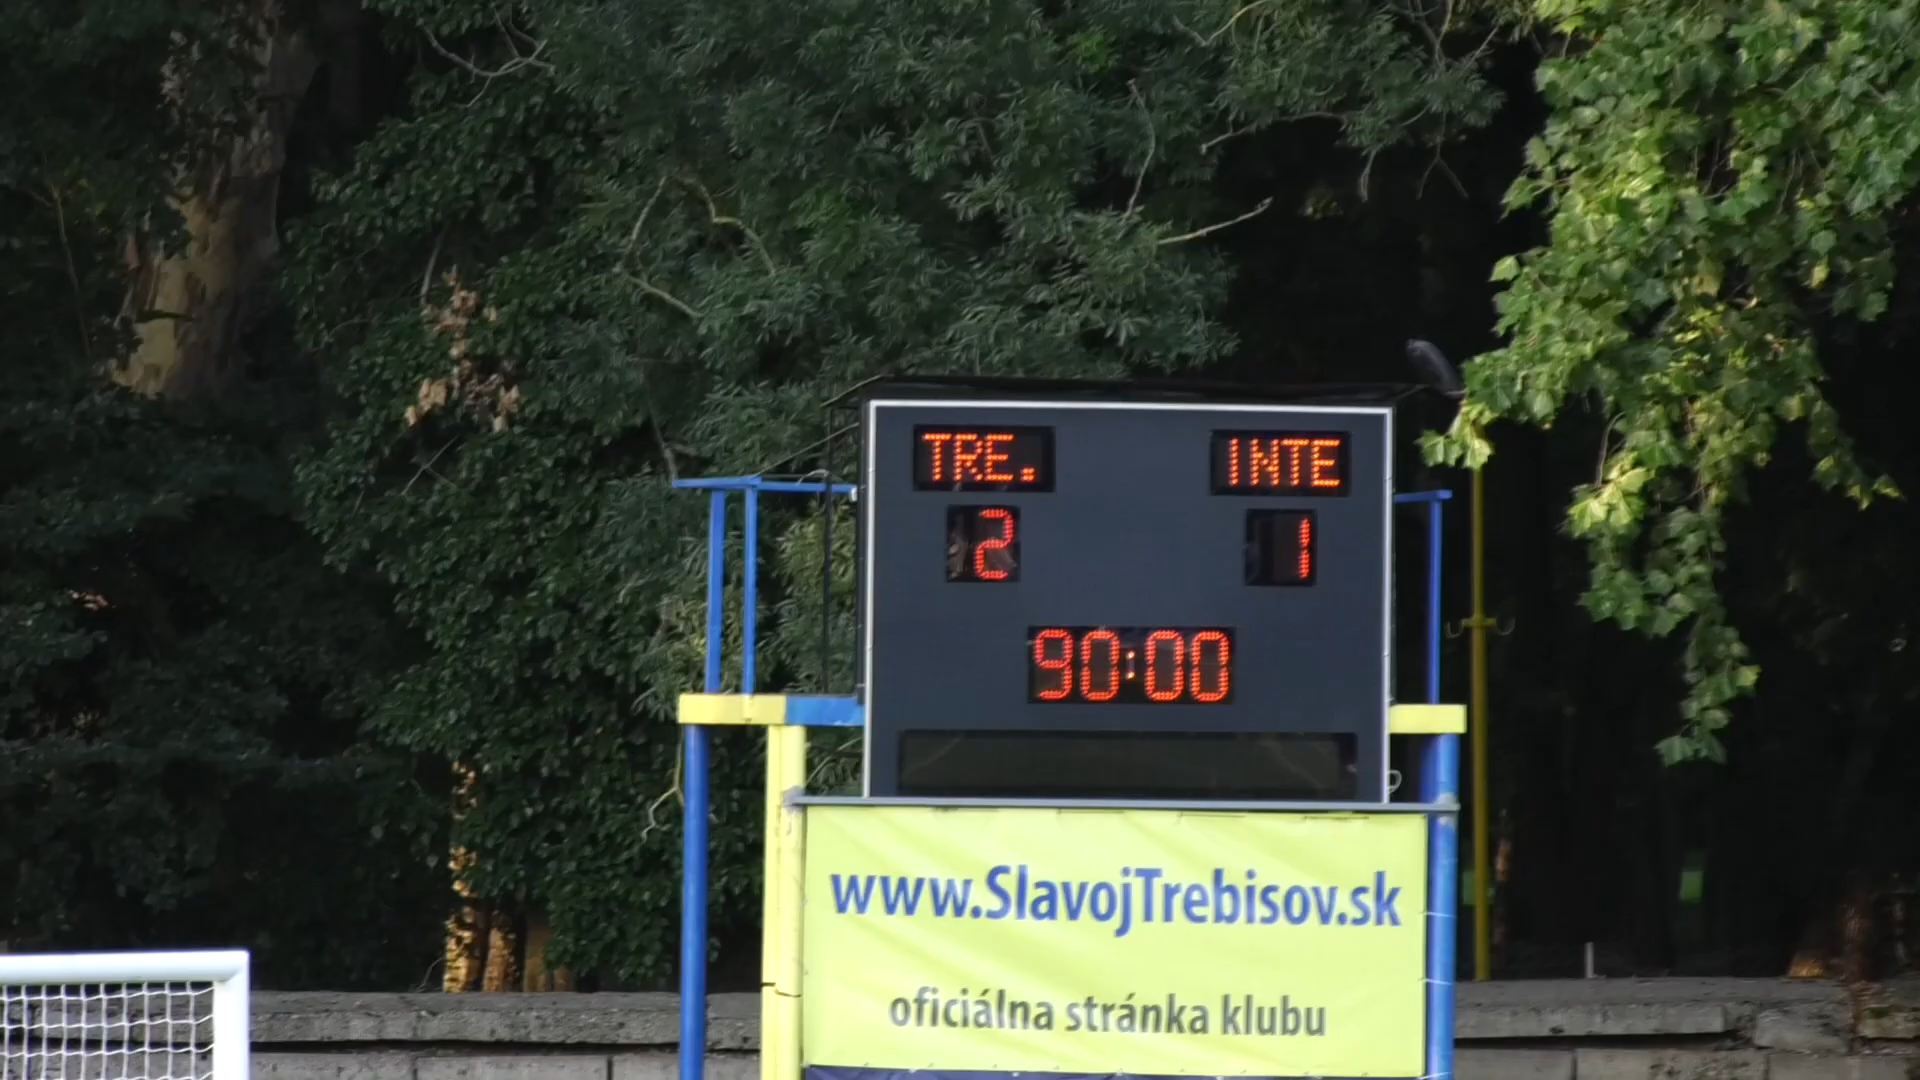 TRE. INTE
2 1
90:00
www.SlavojTrebisov.sk
oficiálna stránka klubu